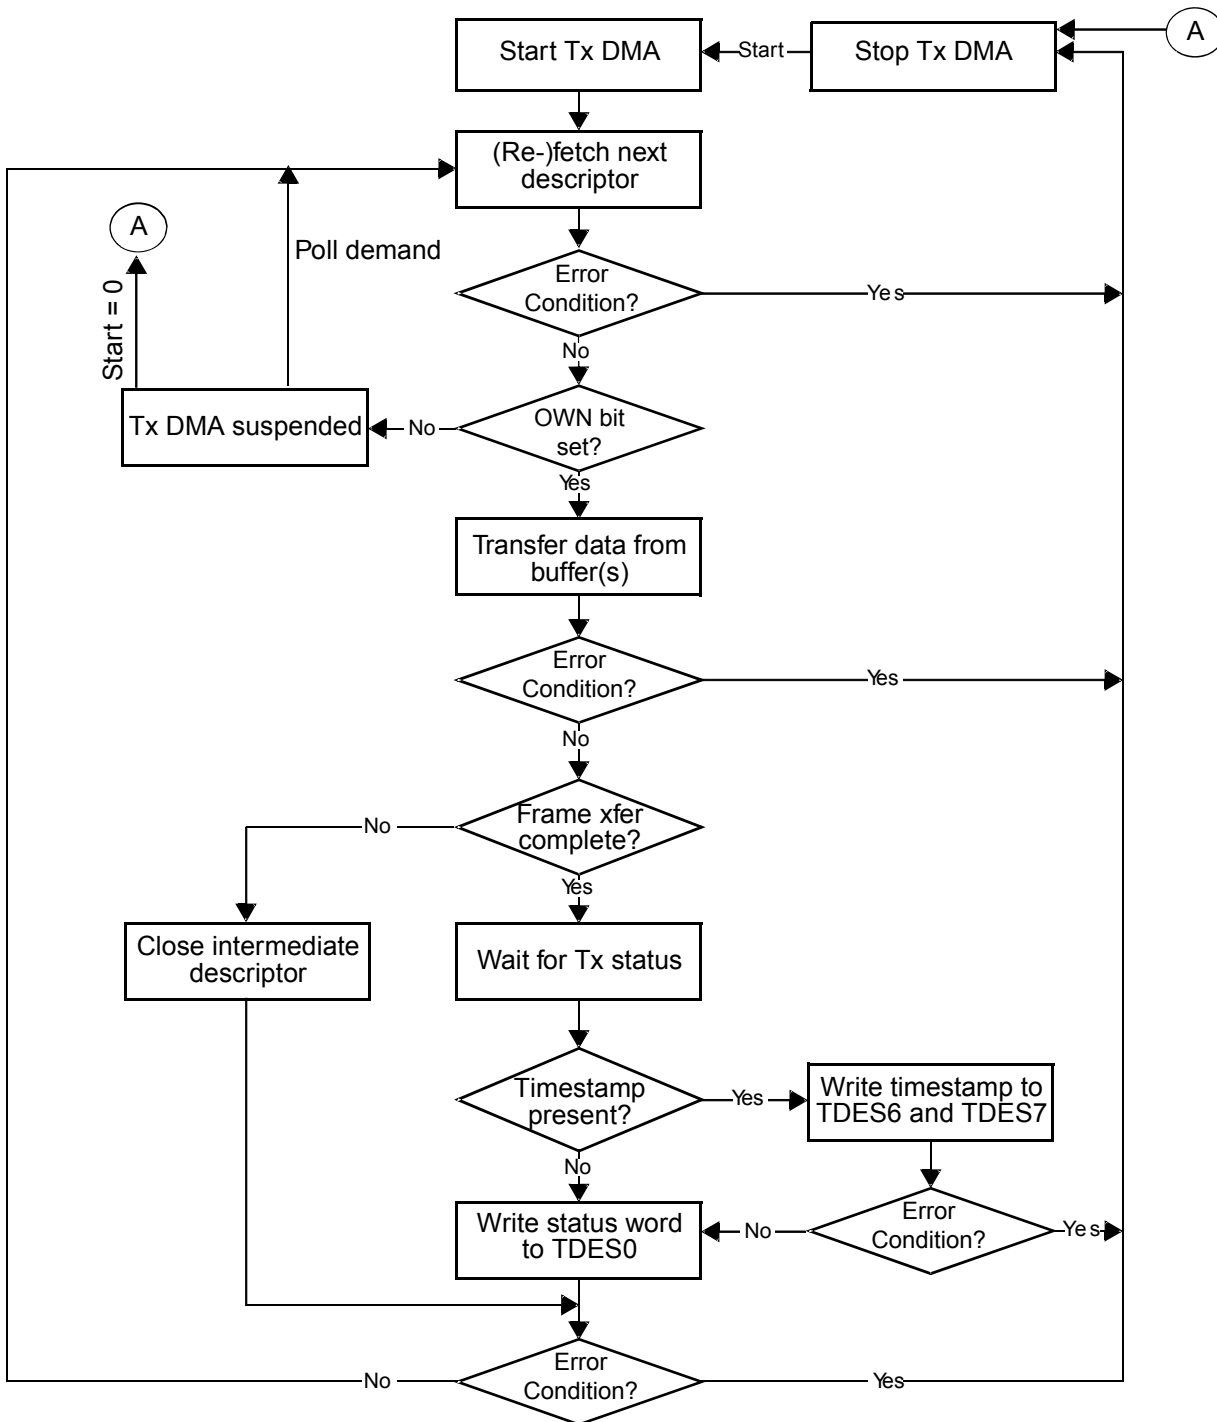 Start Tx DMA
Start
Stop Tx DMA
A
(Re-)fetch next
descriptor
A
Poll demand
Start = 0
Error
Condition?
Yes
No
Tx DMA suspended
No
OWN bit
set?
Yes
Transfer data from
buffer(s)
Error
Condition?
Yes
No
Frame xfer
complete?
No
Yes
Close intermediate
descriptor
Wait for Tx status
Timestamp
present?
Yes
Write timestamp to
TDES6 and TDES7
No
Write status word
to TDES0
No
Error
Condition?
Yes
No
Error
Condition?
Yes